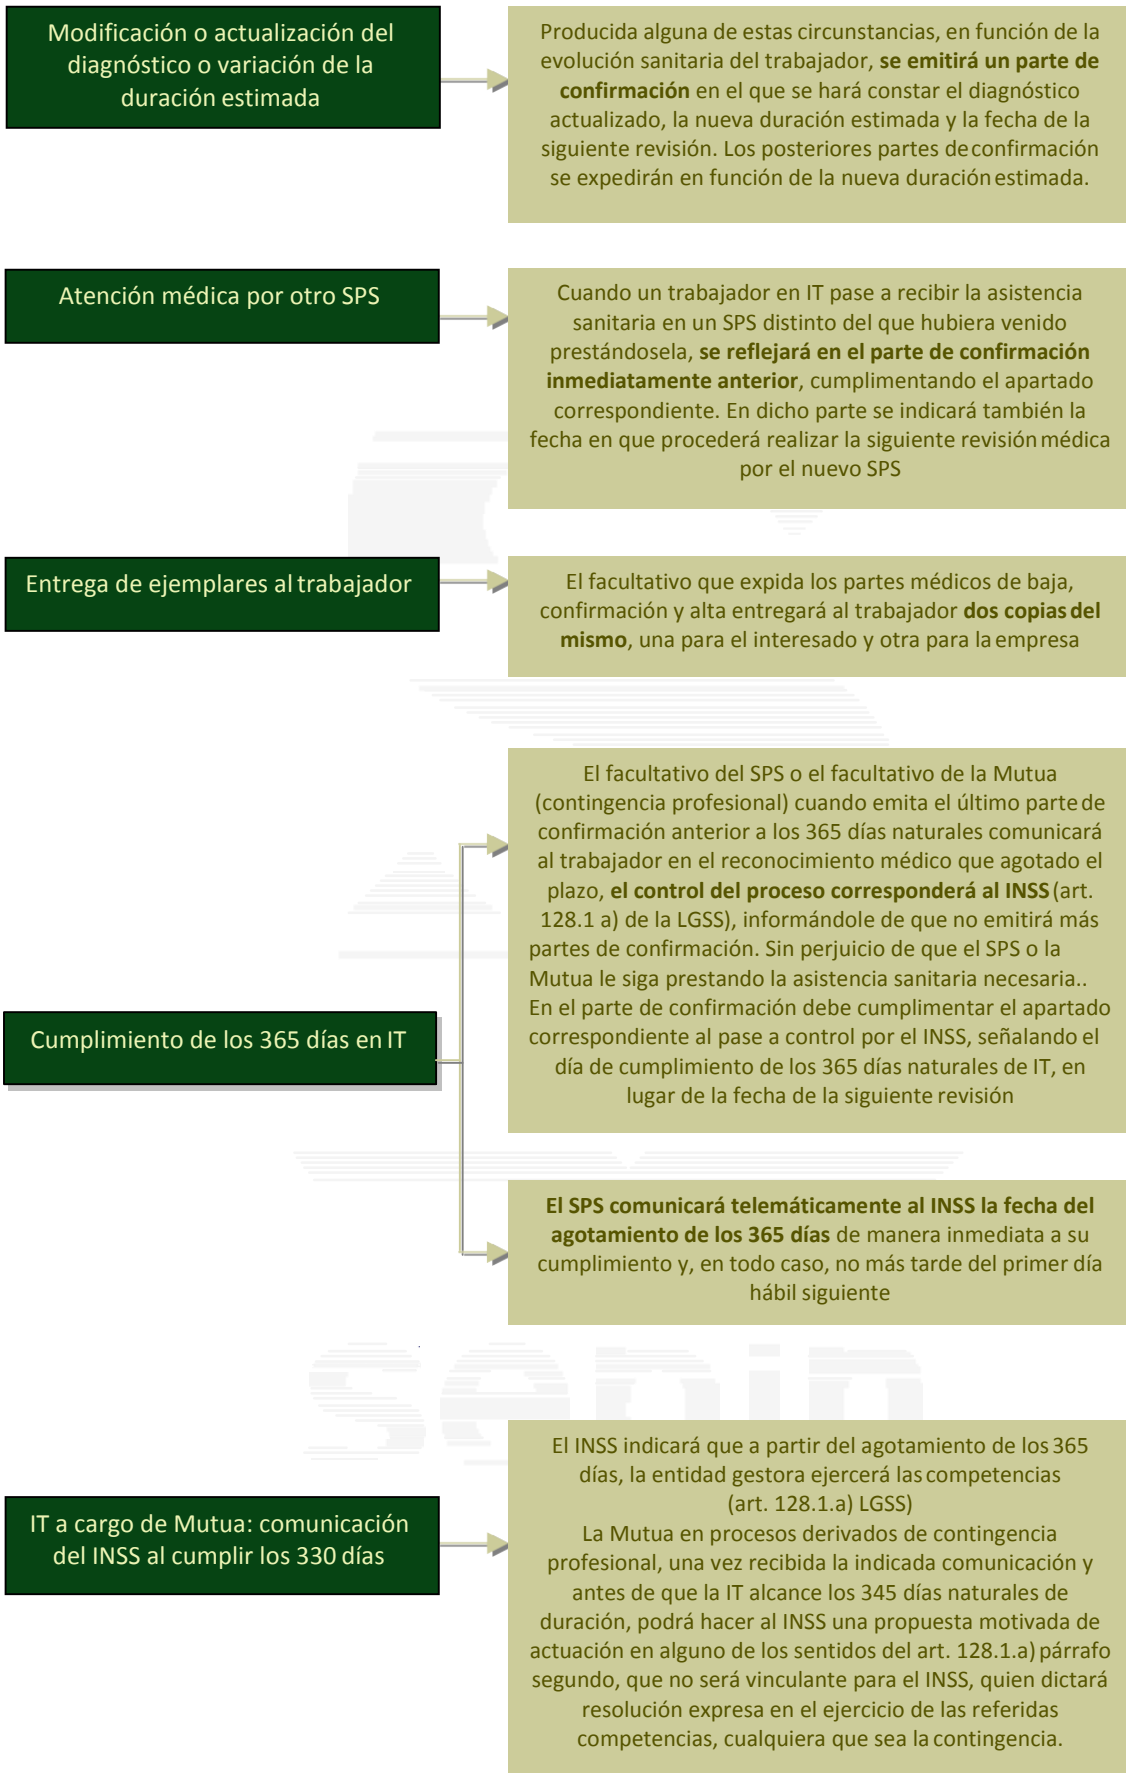 Modificación o actualización del
diagnóstico o variación de la
duración estimada
Producida alguna de estas circunstancias, en función de la
evolución sanitaria del trabajador, se emitirá un parte de
confirmación en el que se hará constar el diagnóstico
actualizado, la nueva duración estimada y la fecha de la
siguiente revisión. Los posteriores partes de confirmación
se expedirán en función de la nueva duración estimada.
Atención médica por otro SPS
Cuando un trabajador en IT pase a recibir la asistencia
sanitaria en un SPS distinto del que hubiera venido
prestándosela, se reflejará en el parte de confirmación
inmediatamente anterior, cumplimentando el apartado
correspondiente. En dicho parte se indicará también la
fecha en que procederá realizar la siguiente revisión médica
por el nuevo SPS
Entrega de ejemplares al trabajador
El facultativo que expida los partes médicos de baja,
confirmación y alta entregará al trabajador dos copias del
mismo, una para el interesado y otra para la empresa
Cumplimiento de los 365 días en IT
El facultativo del SPS o el facultativo de la Mutua
(contingencia profesional) cuando emita el último parte de
confirmación anterior a los 365 días naturales comunicará
al trabajador en el reconocimiento médico que agotado el
plazo, el control del proceso corresponderá al INSS (art.
128.1 a) de la LGSS), informándole de que no emitirá más
partes de confirmación. Sin perjuicio de que el SPS o la
Mutua le siga prestando la asistencia sanitaria necesaria..
En el parte de confirmación debe cumplimentar el apartado
correspondiente al pase a control por el INSS, señalando el
día de cumplimiento de los 365 días naturales de IT, en
lugar de la fecha de la siguiente revisión
El SPS comunicará telemáticamente al INSS la fecha del
agotamiento de los 365 días de manera inmediata a su
cumplimiento y, en todo caso, no más tarde del primer día
hábil siguiente
senin
IT a cargo de Mutua: comunicación
del INSS al cumplir los 330 días
El INSS indicará que a partir del agotamiento de los 365
días, la entidad gestora ejercerá las competencias
(art. 128.1.a) LGSS)
La Mutua en procesos derivados de contingencia
profesional, una vez recibida la indicada comunicación y
antes de que la IT alcance los 345 días naturales de
duración, podrá hacer al INSS una propuesta motivada de
actuación en alguno de los sentidos del art. 128.1.a) párrafo
segundo, que no será vinculante para el INSS, quien dictará
resolución expresa en el ejercicio de las referidas
competencias, cualquiera que sea la contingencia.